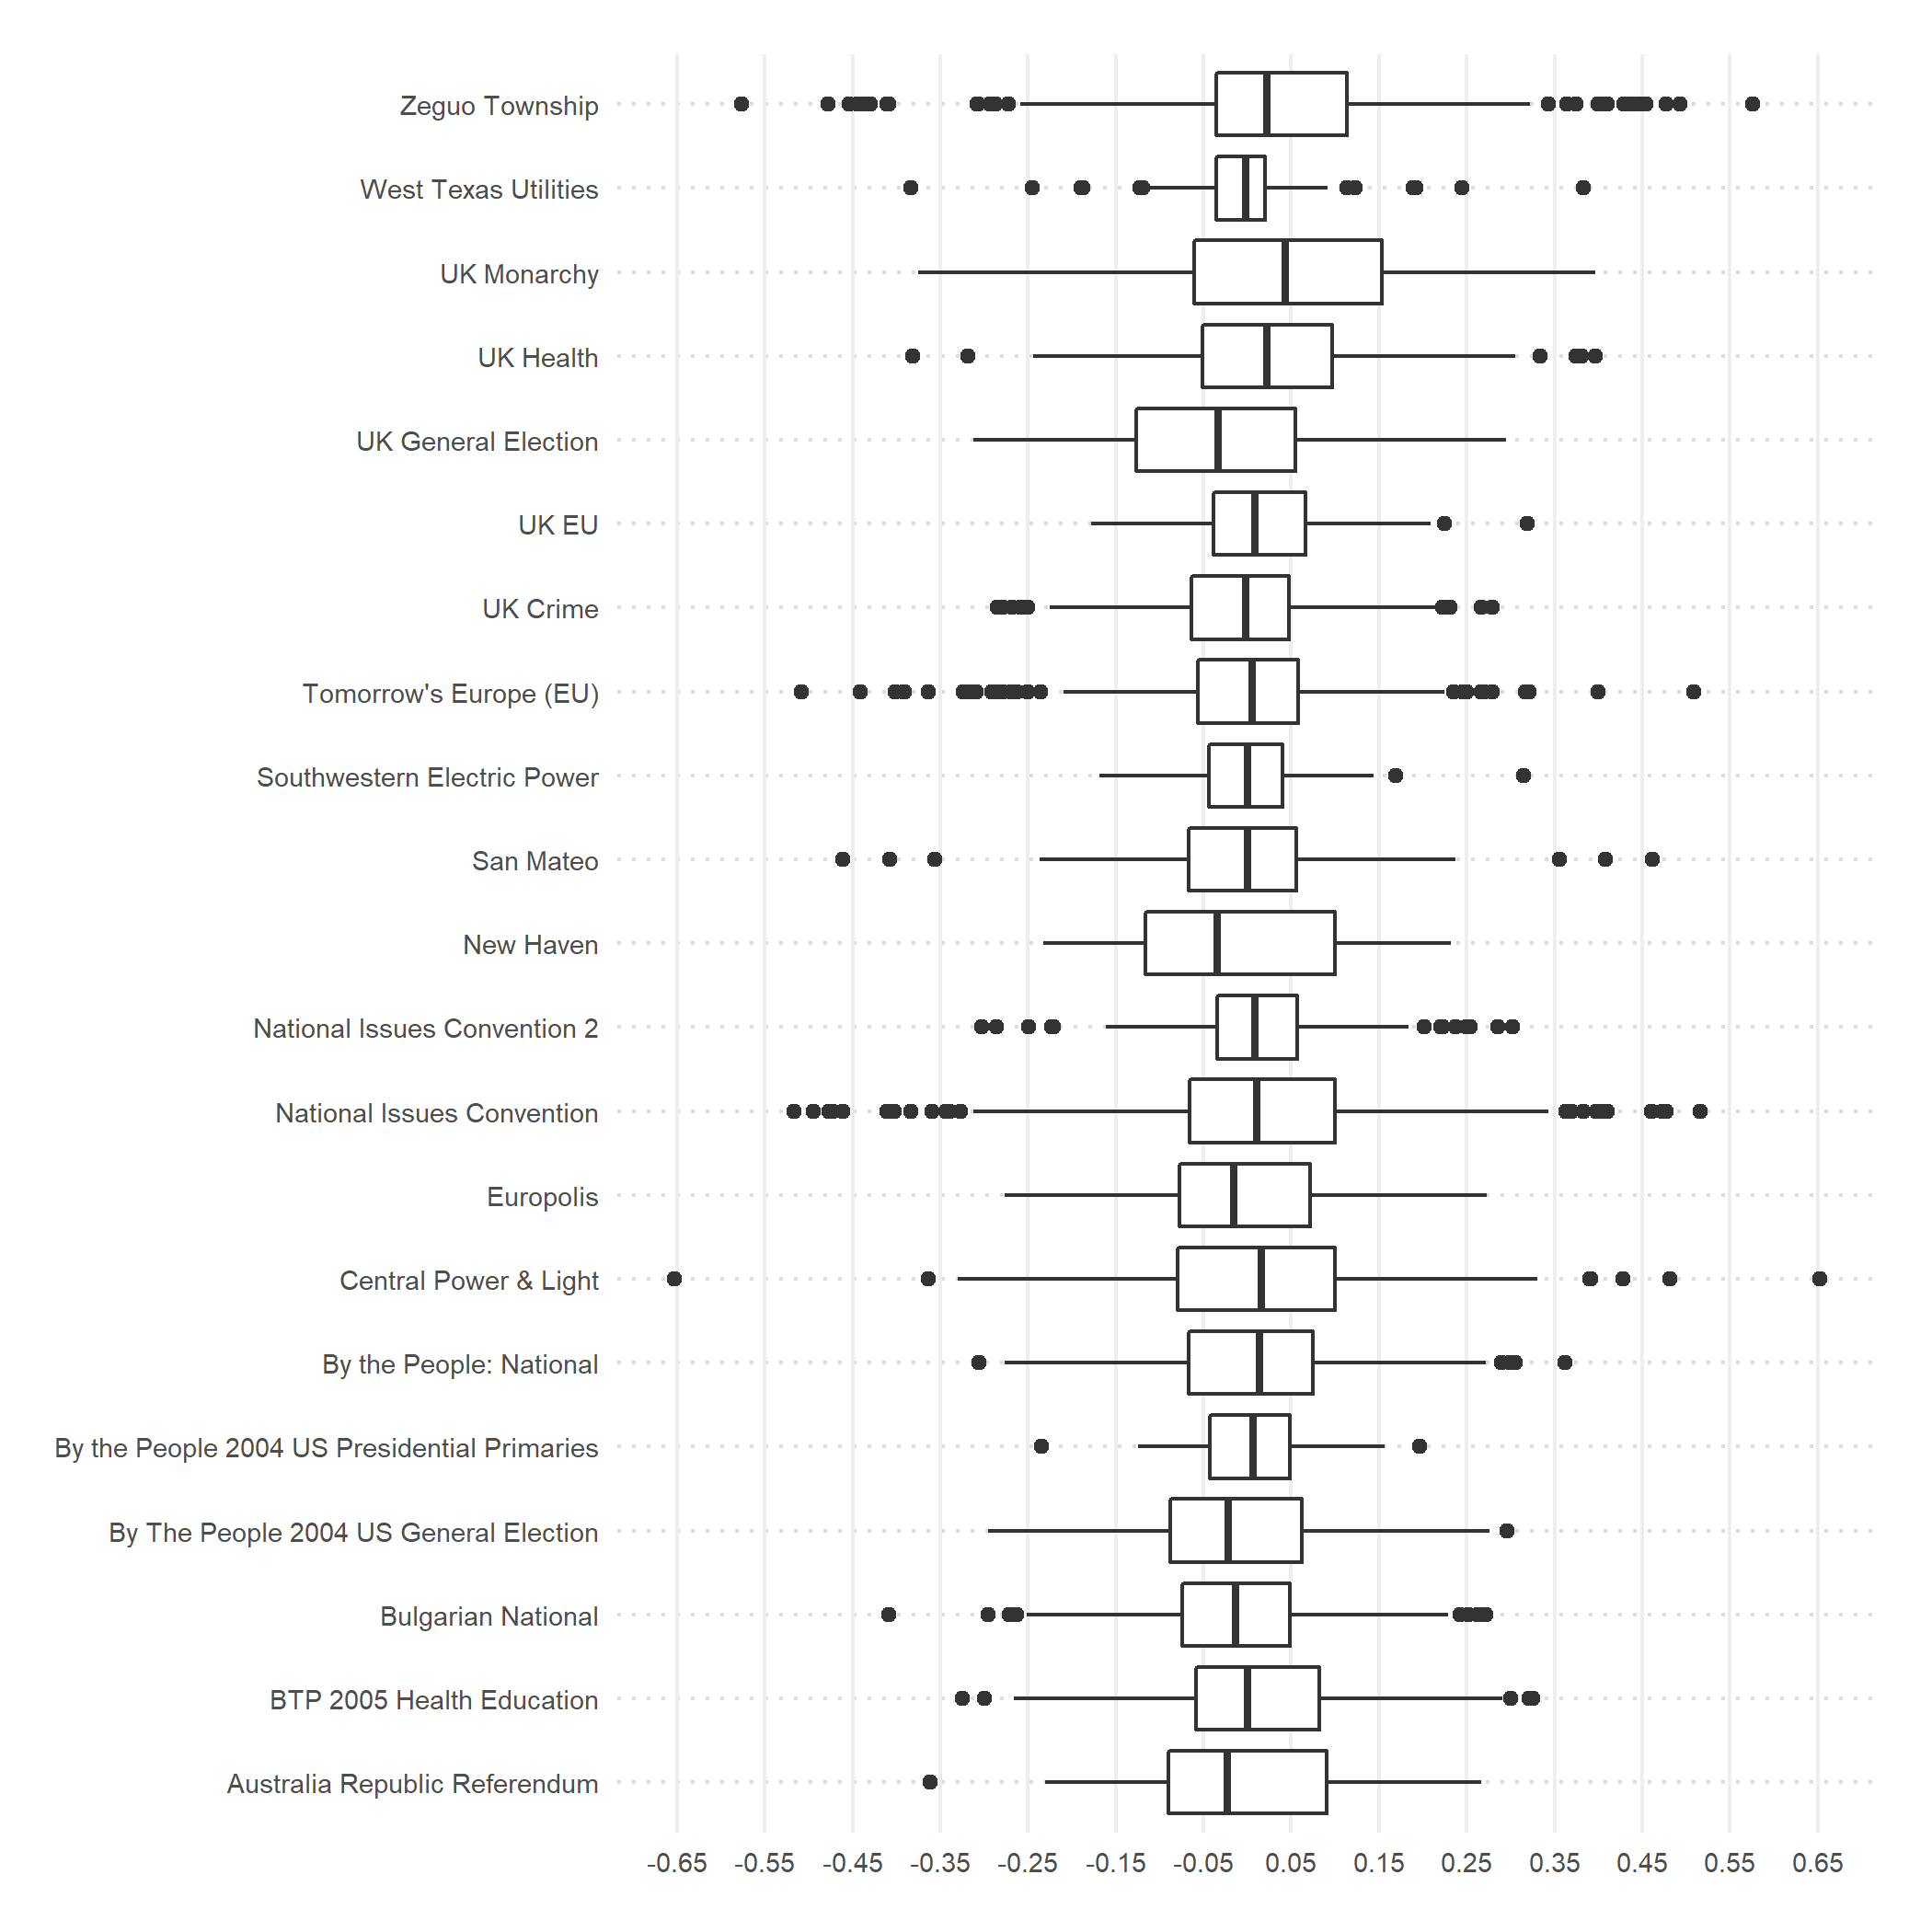 Zeguo Township
West Texas Utilities
UK Monarchy
UK Health
UK General Election
UK EU
UK Crime
Tomorrow's Europe (EU)
Southwestern Electric Power
San Mateo
New Haven
National Issues Convention 2
National Issues Convention
Europolis
Central Power & Light
By the People: National
By the People 2004 US Presidential Primaries
By The People 2004 US General Election
Bulgarian National
BTP 2005 Health Education
Australia Republic Referendum
-0.65 -0.55 -0.45 -0.35 -0.25 -0.15 -0.05 0.05 0.15 0.25 0.35 0.45 0.55 0.65